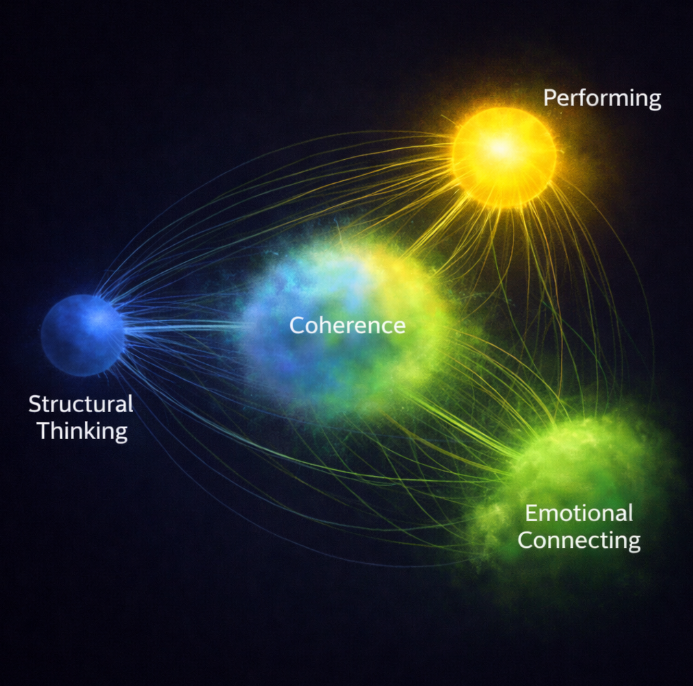 Performing
Coherence
Structural
Thinking
Emotional
Connecting